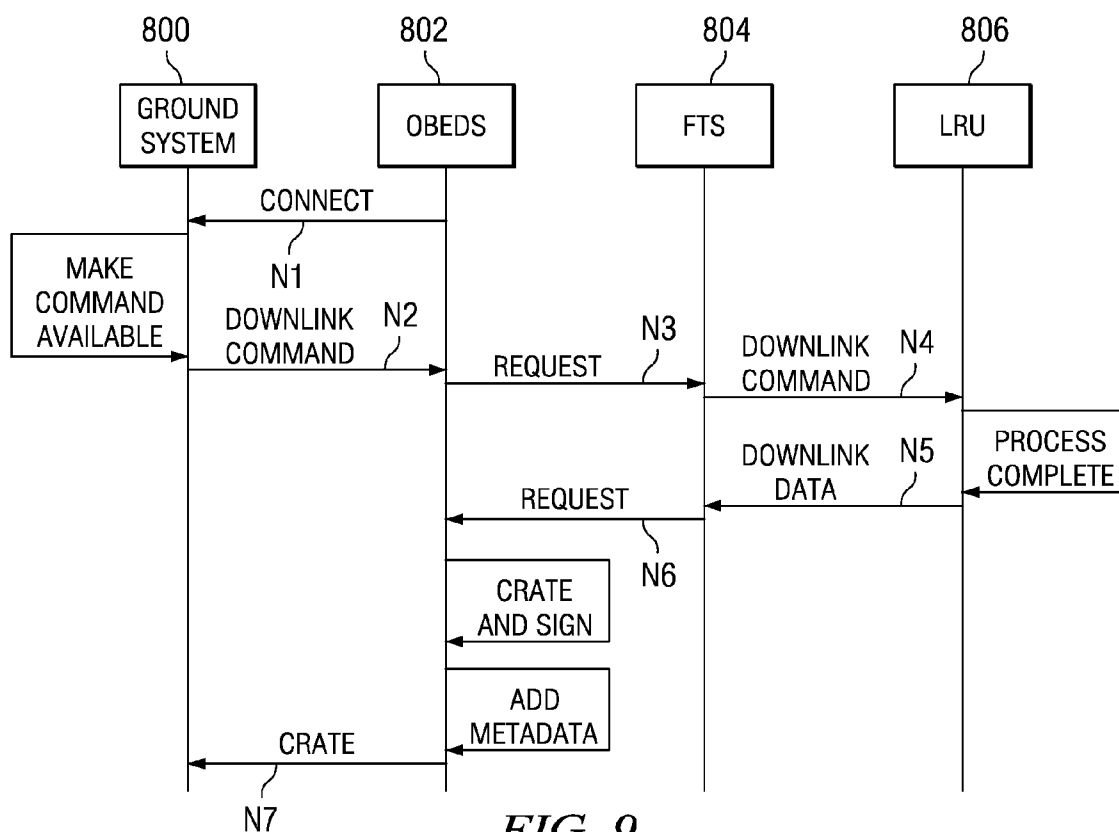 800
802
804
806
GROUND
SYSTEM
OBEDS
FTS
LRU
CONNECT
N1
MAKE
COMMAND
AVAILABLE
DOWNLINK
COMMAND
N2
REQUEST
N3
DOWNLINK
COMMAND
N4
PROCESS
COMPLETE
DOWNLINK
DATA
N5
REQUEST
N6
CRATE
AND SIGN
ADD
METADATA
CRATE
N7
FIG. 9